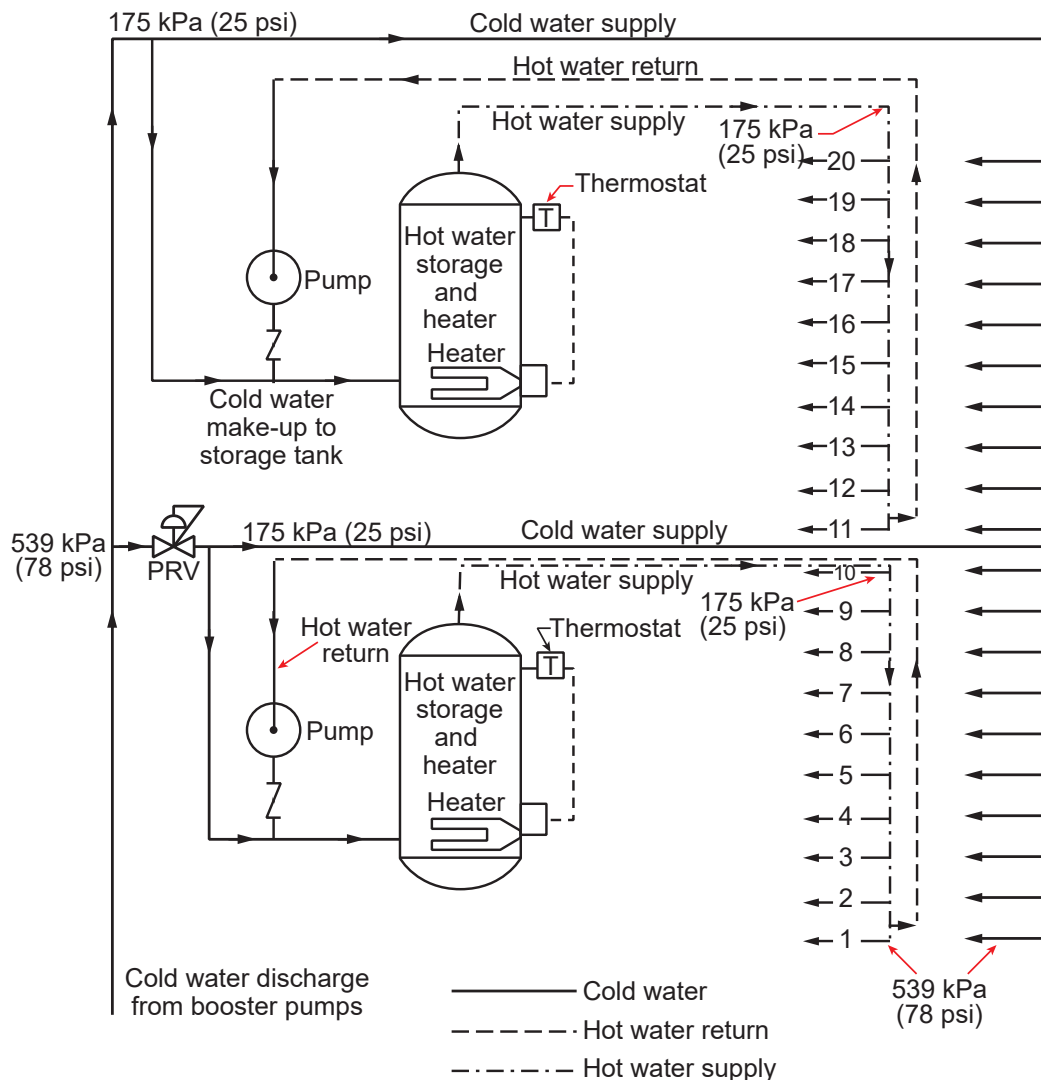 175 kPa (25 psi)
Cold water supply
Hot water return
Hot water supply
175 kPa
(25 psi)
20
19
18
17
16
15
14
13
12
11
Thermostat
T
Hot water
storage
and
heater
Heater
Pump
Cold water
make-up to
storage tank
539 kPa
(78 psi)
PRV
175 kPa (25 psi)
Cold water supply
Hot water supply
175 kPa
(25 psi)
10
9
8
7
6
5
4
3
2
1
Hot water
return
Thermostat
T
Hot water
storage
and
heater
Heater
Pump
539 kPa
(78 psi)
Cold water discharge
from booster pumps
Cold water
Hot water return
Hot water supply